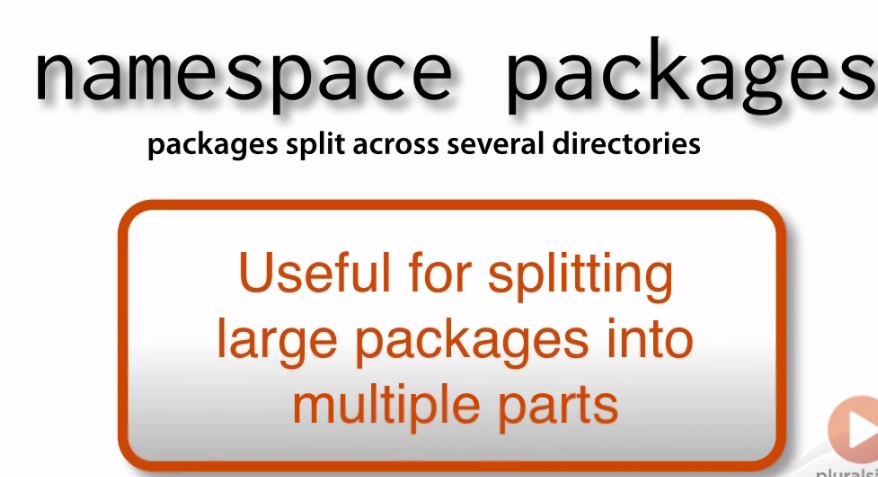 namespace packages
packages split across several directories
Useful for splitting
large packages into
multiple parts